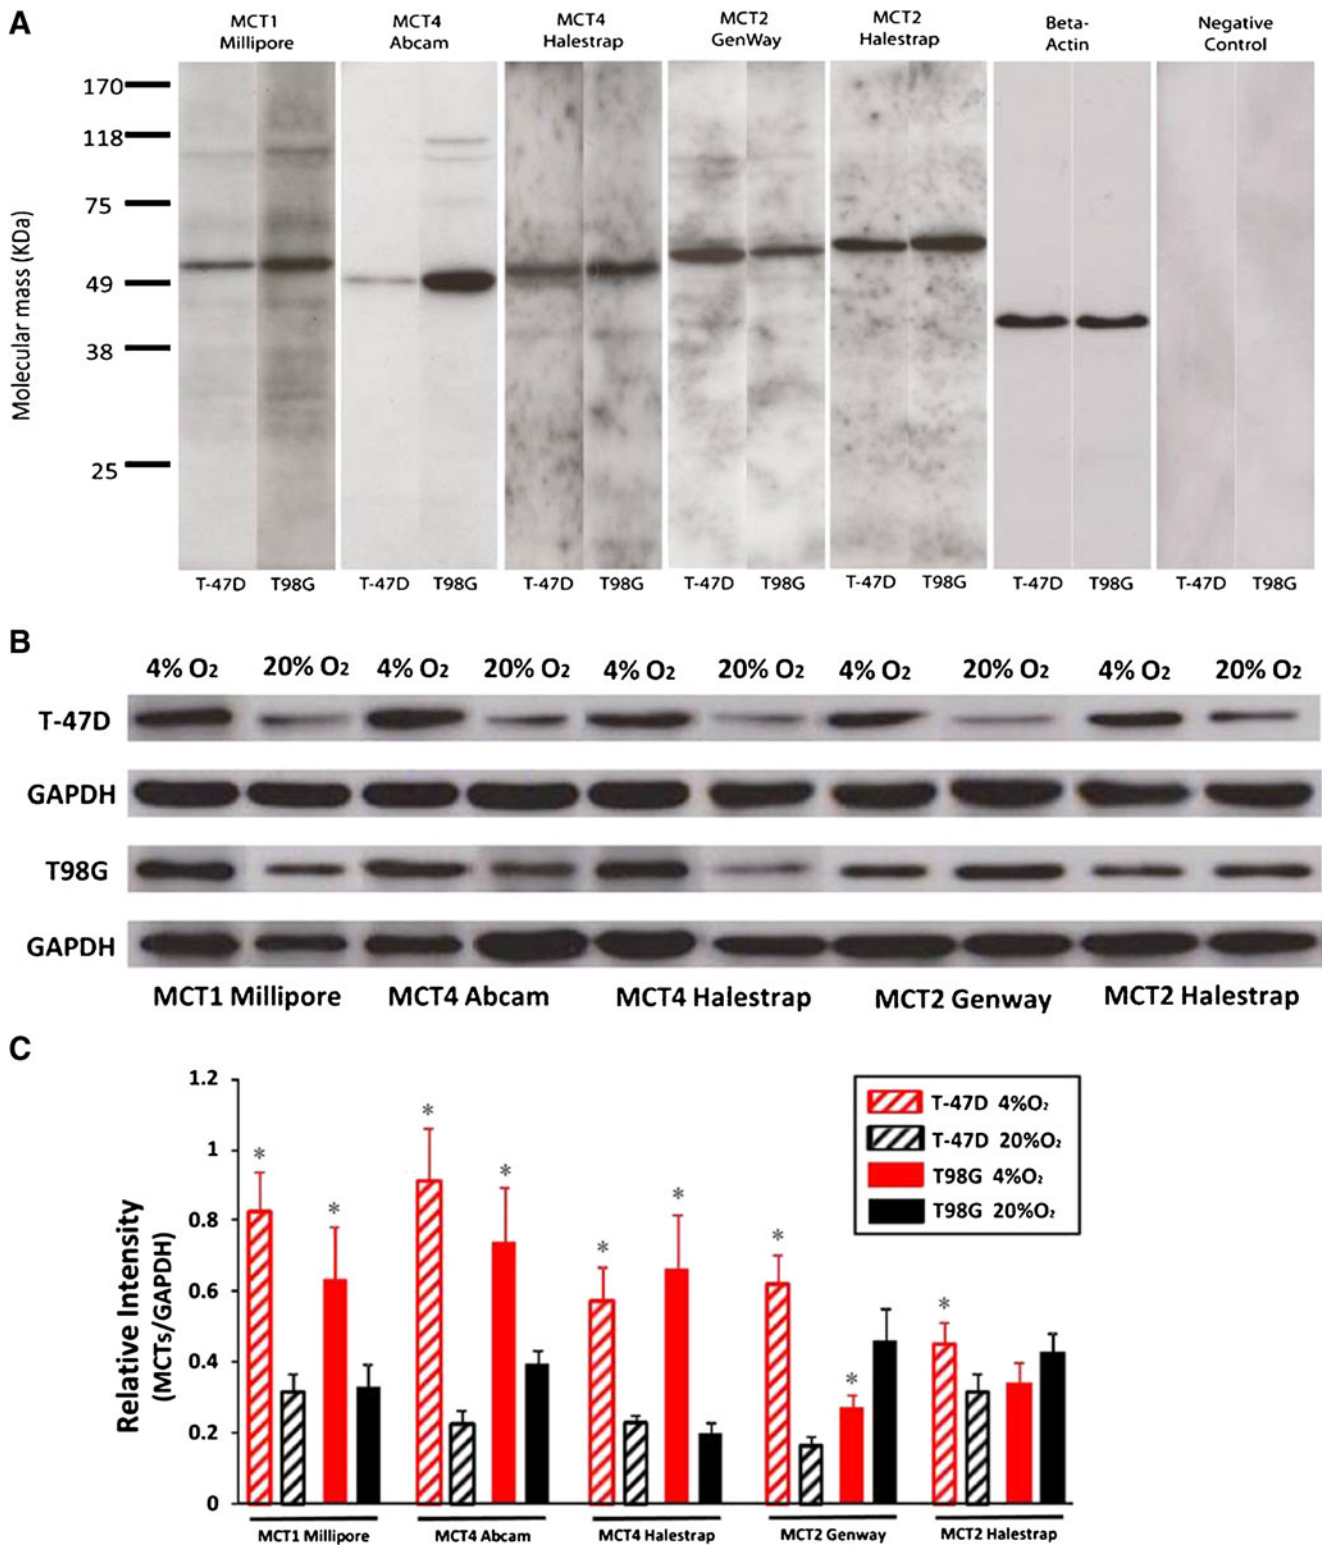 A
MCT1 Millipore
MCT4 Abcam
MCT4 Halestrap
MCT2 GenWay
MCT2 Halestrap
Beta-Actin
Negative Control
Molecular mass (KDa)
170
118
75
49
38
25
T-47D T98G T-47D T98G T-47D T98G T-47D T98G T-47D T98G T-47D T98G T-47D T98G
B
4% O₂ 20% O₂ 4% O₂ 20% O₂ 4% O₂ 20% O₂ 4% O₂ 20% O₂ 4% O₂ 20% O₂
T-47D
GAPDH
T98G
GAPDH
MCT1 Millipore MCT4 Abcam MCT4 Halestrap MCT2 Genway MCT2 Halestrap
C
Relative Intensity
(MCTs/GAPDH)
1.2
1
0.8
0.6
0.4
0.2
0
* * * * * * * * *
T-47D 4%O₂
T-47D 20%O₂
T98G 4%O₂
T98G 20%O₂
MCT1 Millipore MCT4 Abcam MCT4 Halestrap MCT2 Genway MCT2 Halestrap